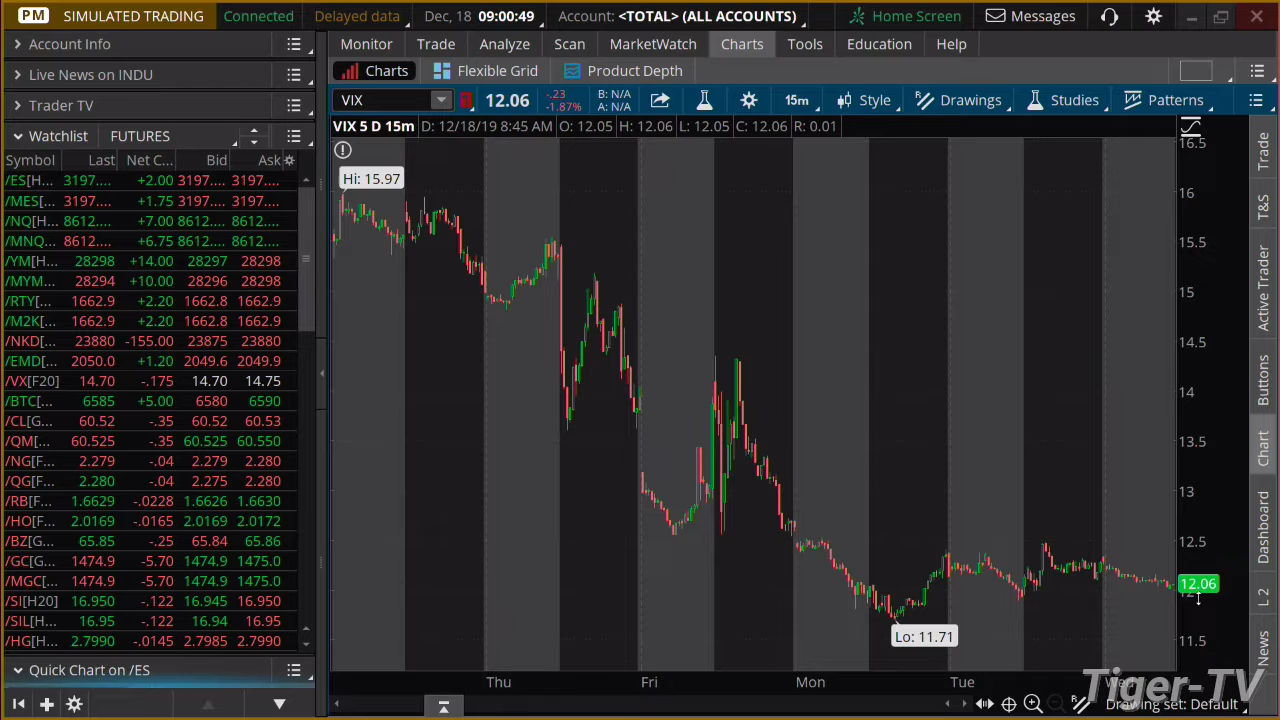 PM SIMULATED TRADING Connected Delayed data Dec, 18 09:00:49 Account: <TOTAL> (ALL ACCOUNTS) Home Screen Messages
Account Info
Live News on INDU
Trader TV
Watchlist FUTURES
Symbol Last Net C... Bid Ask
/ES[H... 3197.... +2.00 3197.... 3197....
/MES[... 3197.... +1.75 3197.... 3197....
/NQ[H... 8612.... +7.00 8612.... 8612....
/MNQ... 8612.... +6.75 8612.... 8612....
/YM[H... 28298 +14.00 28297 28298
/MYM... 28294 +10.00 28296 28298
/RTY[... 1662.9 +2.20 1662.8 1662.9
/M2K[... 1662.9 +2.20 1662.8 1662.9
/NKD[... 23880 -155.00 23875 23880
/EMD[... 2050.0 +1.20 2049.6 2049.9
/VX[F20] 14.70 -.175 14.70 14.75
/BTC[... 6585 +5.00 6580 6590
/CL[G... 60.52 -.35 60.52 60.53
/QM[... 60.525 -.35 60.525 60.550
/NG[F... 2.279 -.04 2.279 2.280
/QG[F... 2.280 -.04 2.275 2.280
/RB[F... 1.6629 -.0228 1.6626 1.6630
/HO[F... 2.0169 -.0165 2.0169 2.0172
/BZ[G... 65.85 -.25 65.84 65.86
/GC[G... 1474.9 -5.70 1474.9 1475.0
/MGC[... 1474.9 -5.70 1474.9 1475.0
/SI[H20] 16.950 -.122 16.945 16.950
/SIL[H... 16.95 -.122 16.94 16.95
/HG[H... 2.7990 -.0145 2.7985 2.7990
Quick Chart on /ES
Monitor Trade Analyze Scan MarketWatch Charts Tools Education Help
Charts Flexible Grid Product Depth
VIX 12.06 -.23 -1.87% B: N/A A: N/A 15m Style Drawings Studies Patterns
VIX 5 D 15m D: 12/18/19 8:45 AM O: 12.05 H: 12.06 L: 12.05 C: 12.06 R: 0.01
Hi: 15.97
Lo: 11.71
16.5
16
15.5
15
14.5
14
13.5
13
12.5
12.06
11.5
Thu Fri Mon Tue Wed
Drawing set: Default
Trade
T&S
Active Trader
Buttons
Chart
Dashboard
L 2
News
Tiger-TV